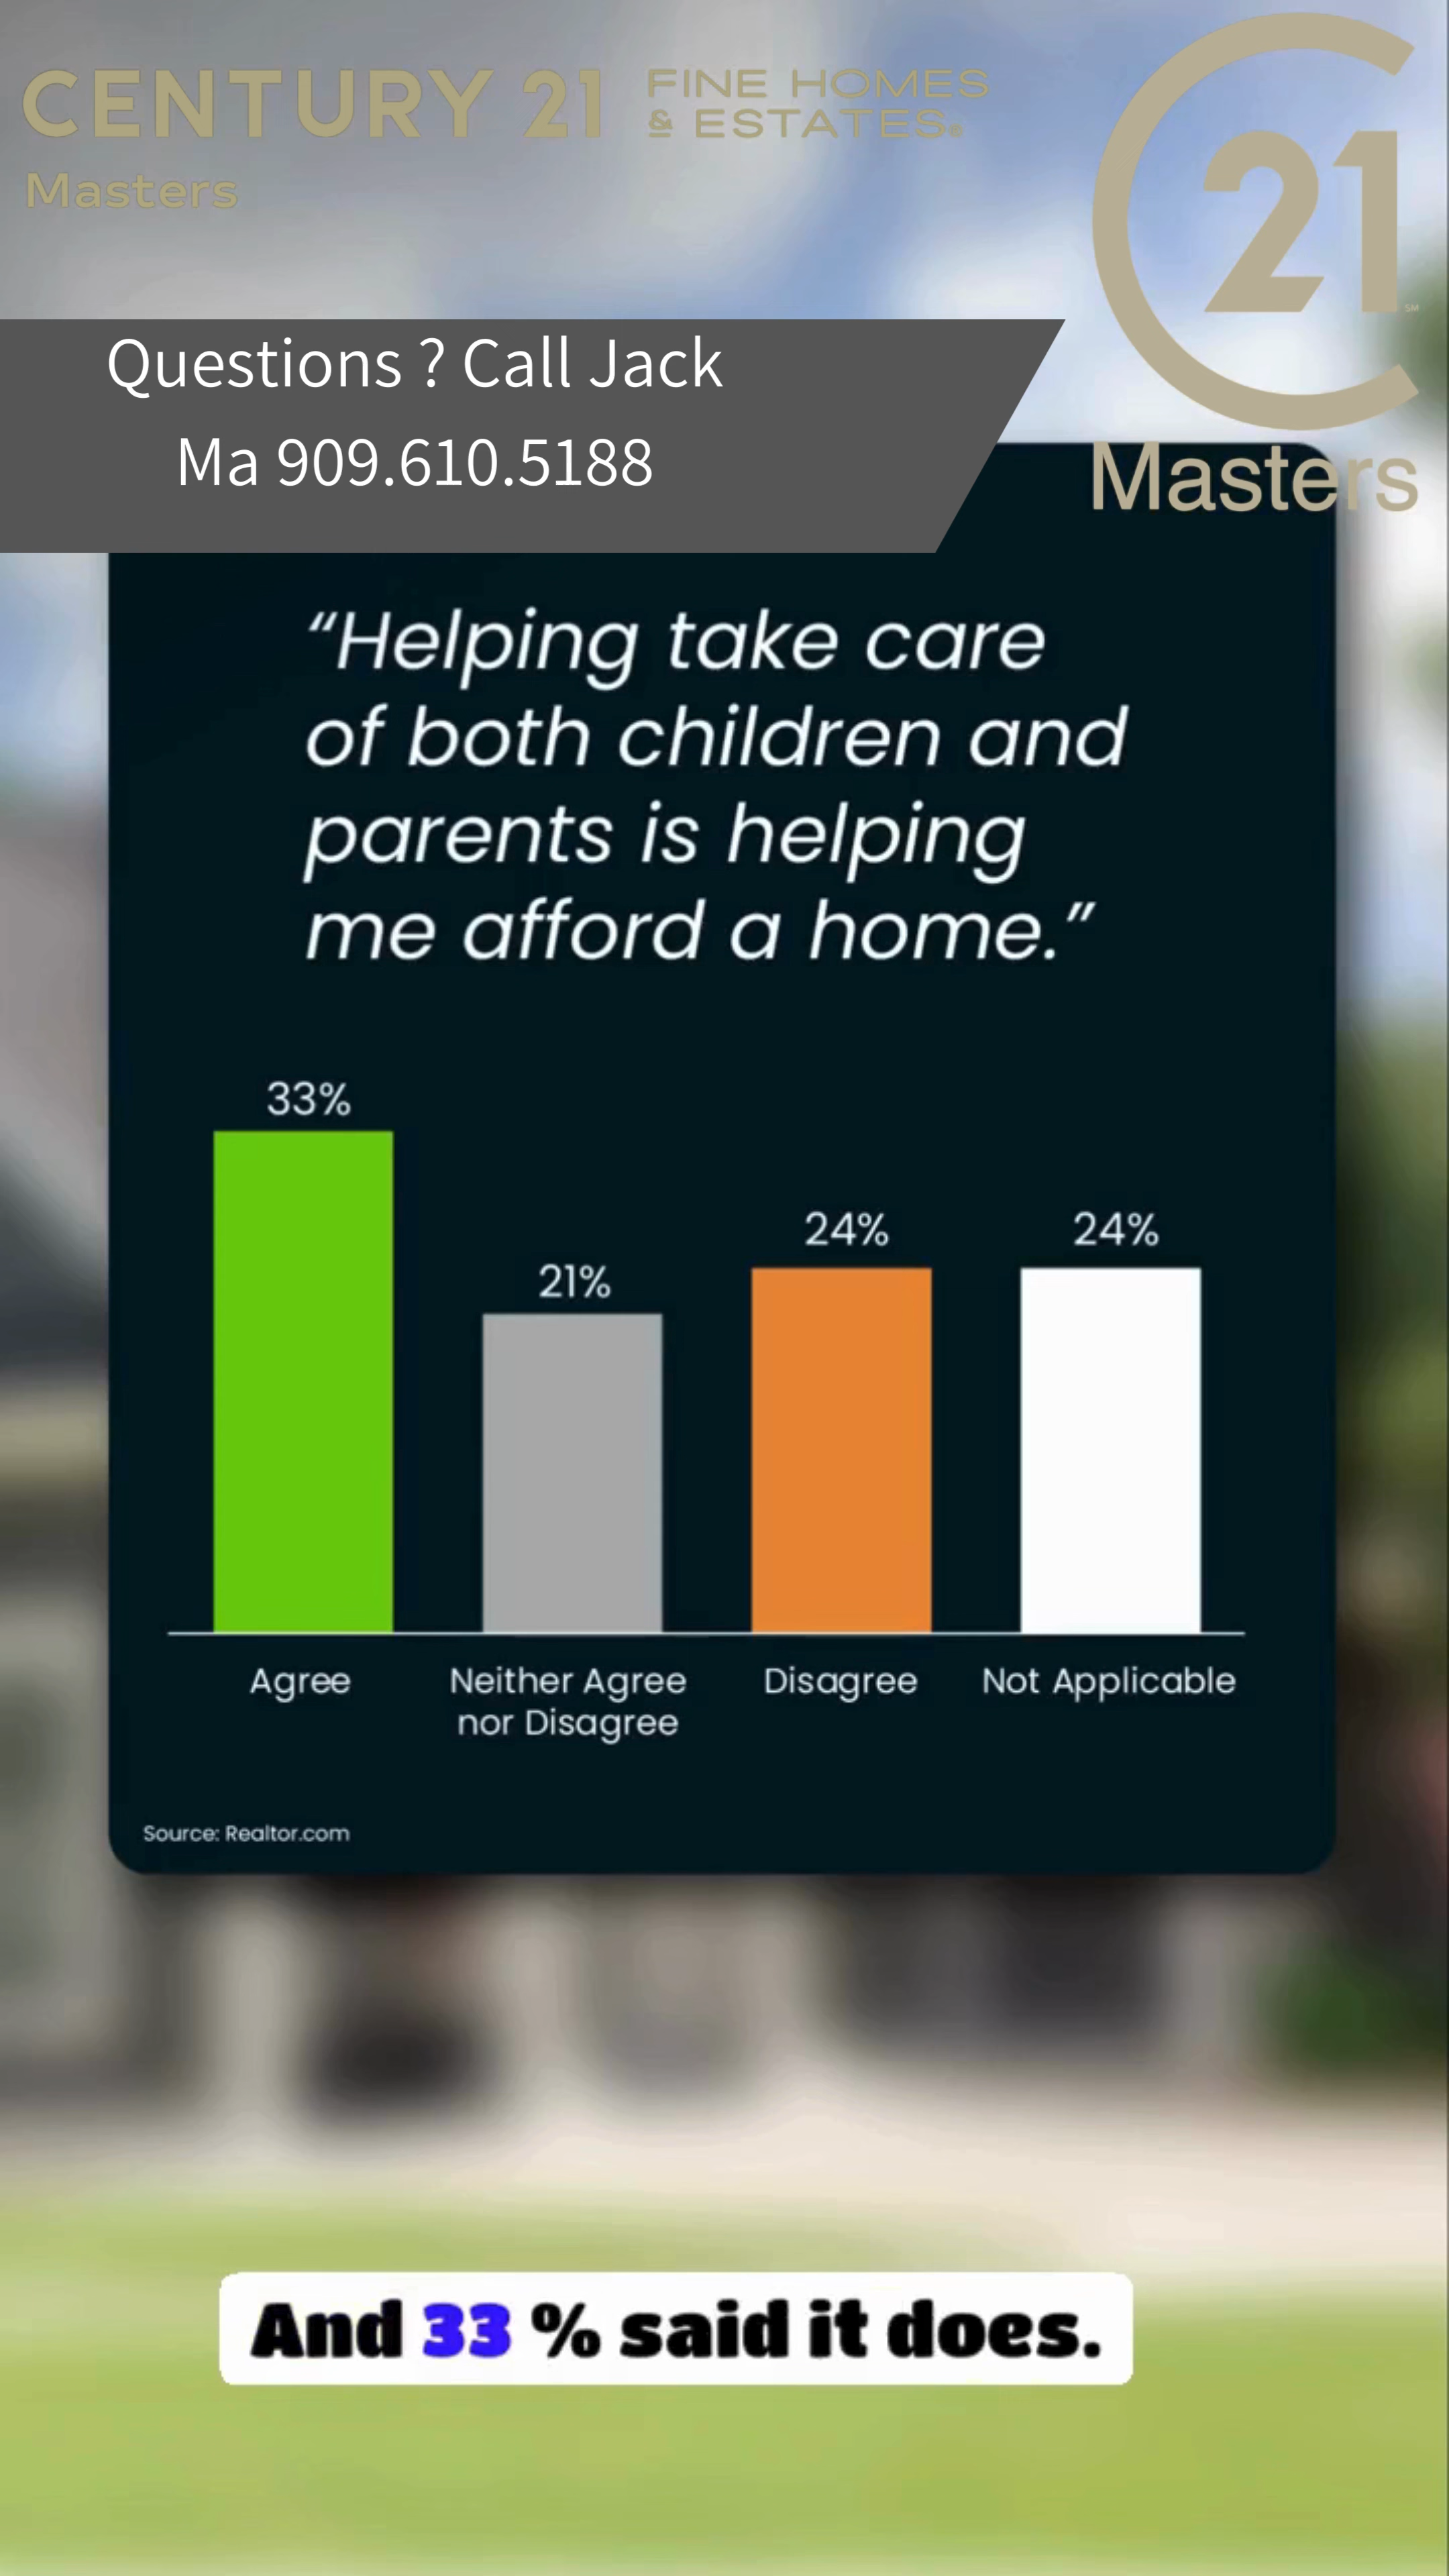 CENTURY 21 FINE HOMES
& ESTATES®
Masters
21
SM
Masters
Questions ? Call Jack
Ma 909.610.5188
“Helping take care
of both children and
parents is helping
me afford a home.”
33%
21%
24%
24%
Agree
Neither Agree
nor Disagree
Disagree
Not Applicable
Source: Realtor.com
And 33 % said it does.